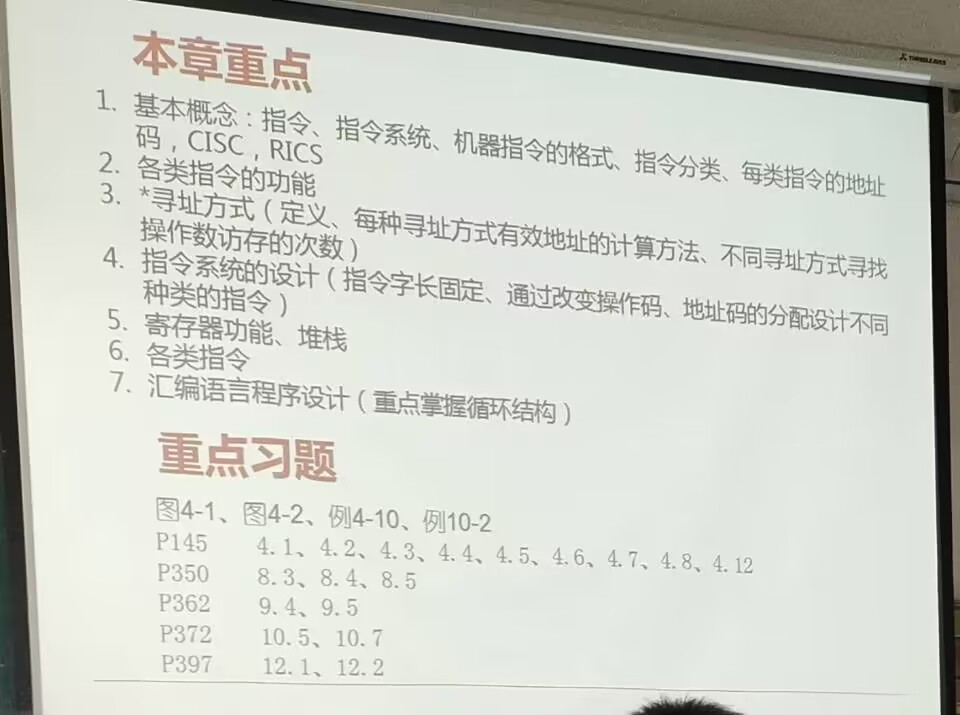 本章重点
1. 基本概念：指令、指令系统、机器指令的格式、指令分类、每类指令的地址
码，CISC，RICS
2. 各类指令的功能
3. *寻址方式（定义、每种寻址方式有效地址的计算方法、不同寻址方式寻找
操作数访存的次数）
4. 指令系统的设计（指令字长固定、通过改变操作码、地址码的分配设计不同
种类的指令）
5. 寄存器功能、堆栈
6. 各类指令
7. 汇编语言程序设计（重点掌握循环结构）
重点习题
图4-1、图4-2、例4-10、例10-2
P145 4.1、4.2、4.3、4.4、4.5、4.6、4.7、4.8、4.12
P350 8.3、8.4、8.5
P362 9.4、9.5
P372 10.5、10.7
P397 12.1、12.2